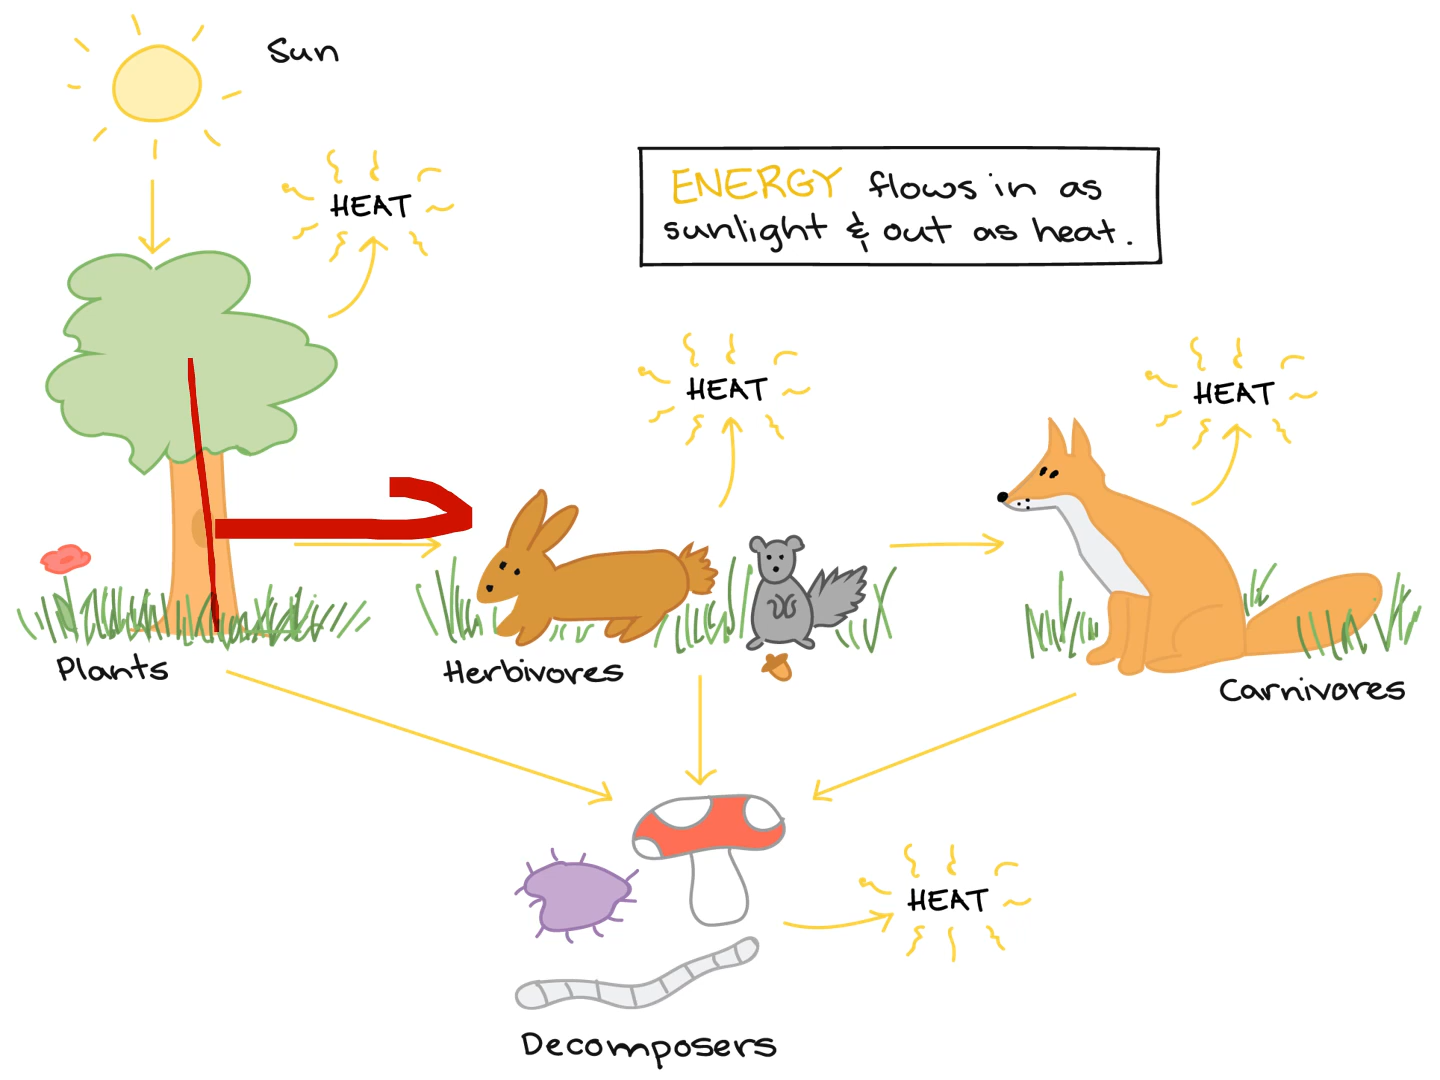 Sun
HEAT
ENERGY flows in as
sunlight & out as heat.
HEAT
HEAT
Plants
Herbivores
Carnivores
HEAT
Decomposers